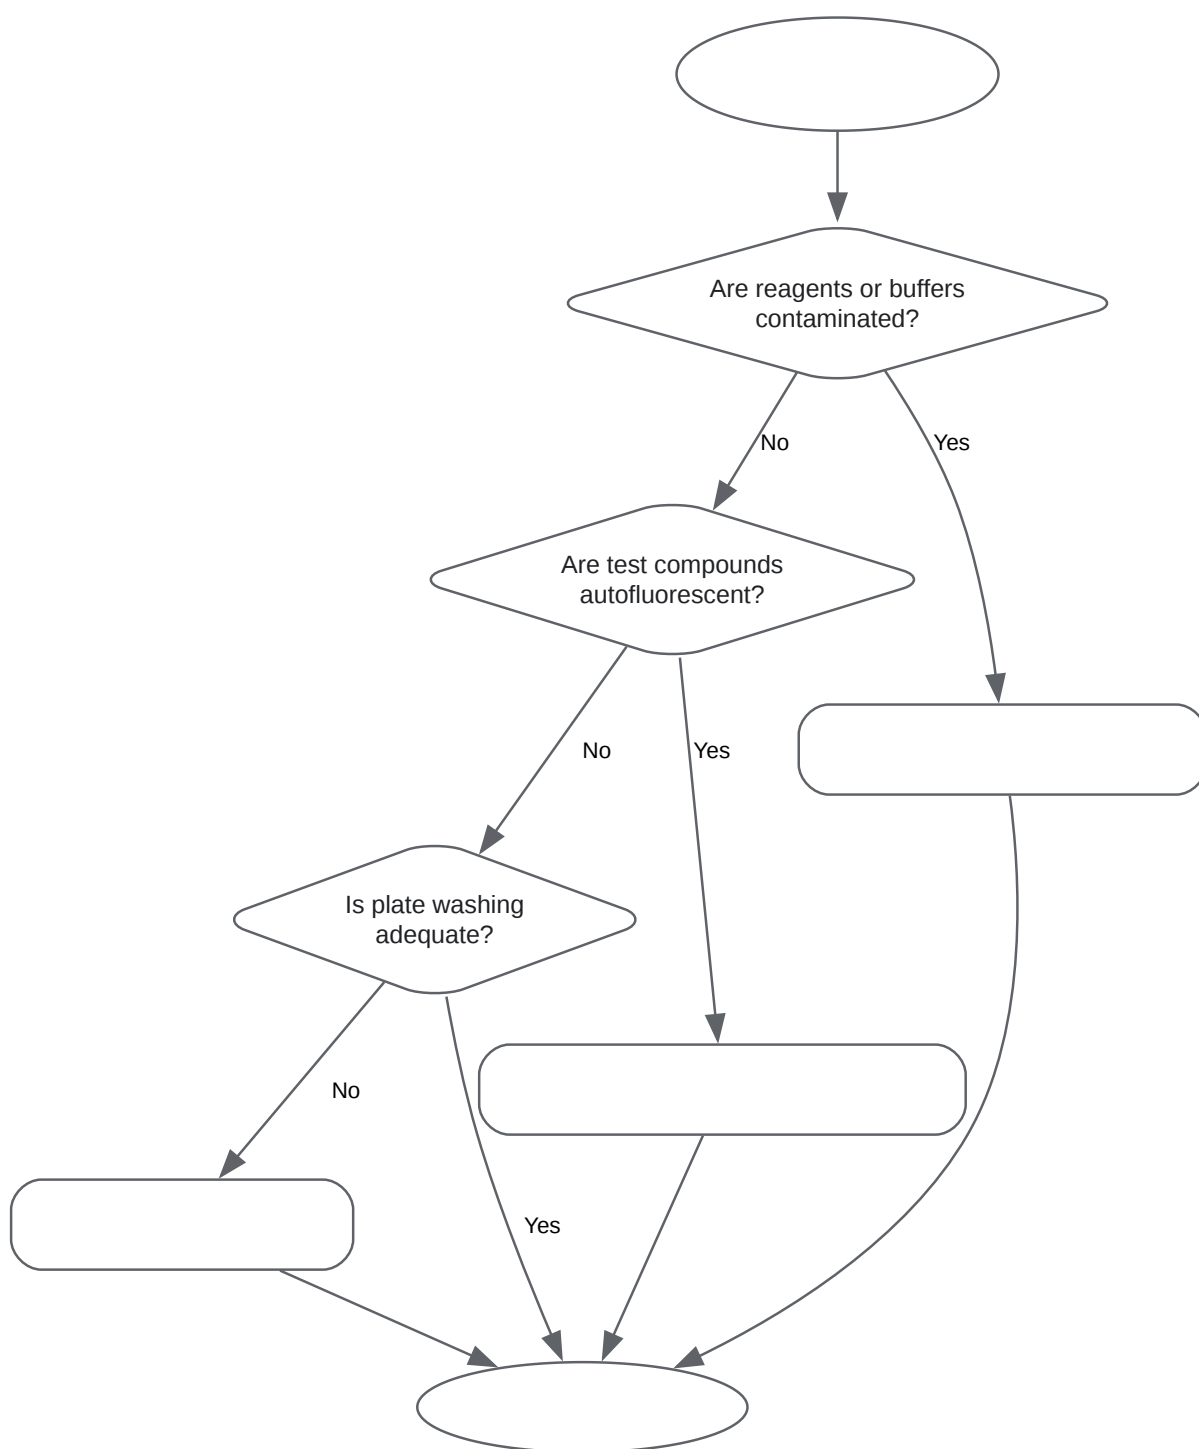 Are reagents or buffers
contaminated?
No
Yes
Are test compounds
autofluorescent?
No
Yes
Is plate washing
adequate?
No
Yes